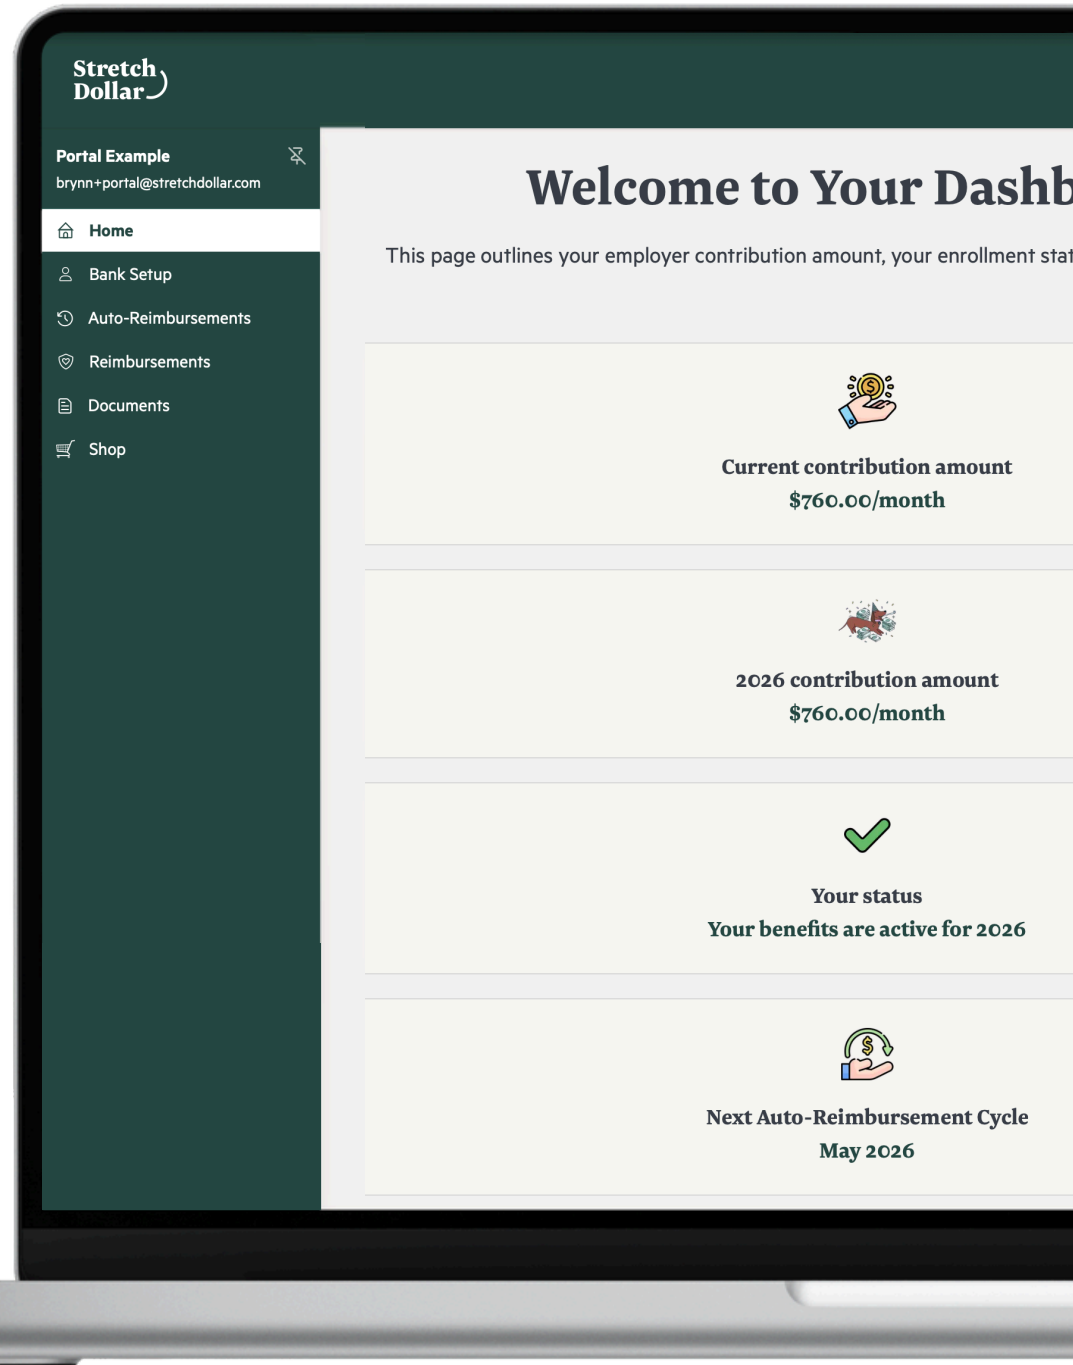 Stretch
Dollar
Portal Example
brynn+portal@stretchdollar.com
Home
Bank Setup
Auto-Reimbursements
Reimbursements
Documents
Shop
Welcome to Your Dashb
This page outlines your employer contribution amount, your enrollment stat
Current contribution amount
$760.00/month
2026 contribution amount
$760.00/month
Your status
Your benefits are active for 2026
Next Auto-Reimbursement Cycle
May 2026